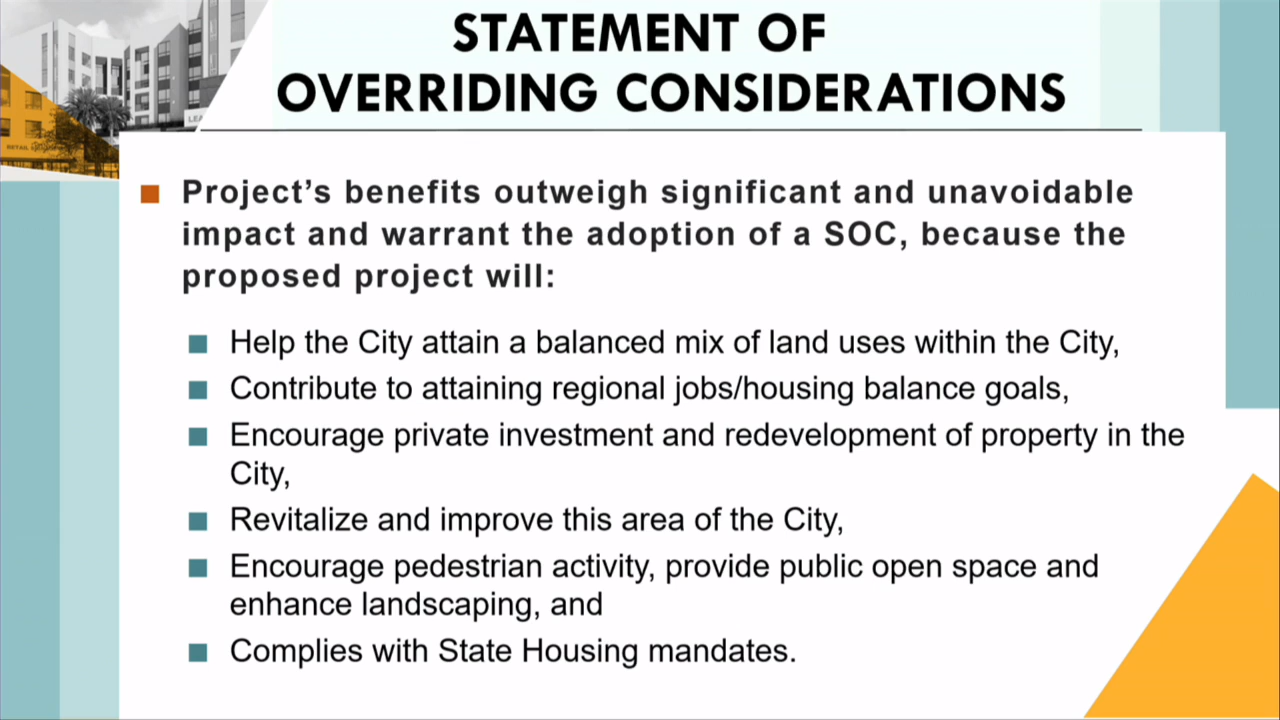 STATEMENT OF
OVERRIDING CONSIDERATIONS
Project's benefits outweigh significant and unavoidable
impact and warrant the adoption of a SOC, because the
proposed project will:
Help the City attain a balanced mix of land uses within the City,
Contribute to attaining regional jobs/housing balance goals,
Encourage private investment and redevelopment of property in the
City,
Revitalize and improve this area of the City,
Encourage pedestrian activity, provide public open space and
enhance landscaping, and
Complies with State Housing mandates.